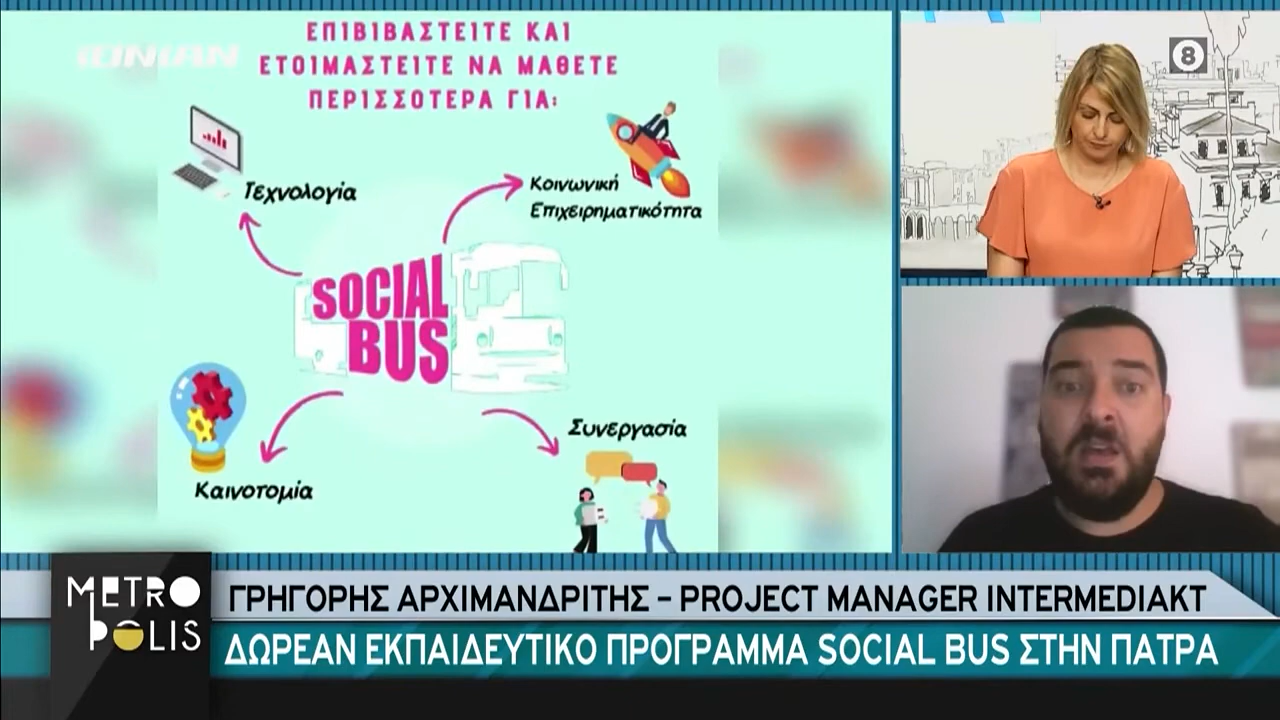 IONIAN
ΕΠΙΒΙΒΑΣΤΕΙΤΕ ΚΑΙ
ΕΤΟΙΜΑΣΤΕΙΤΕ ΝΑ ΜΑΘΕΤΕ
ΠΕΡΙΣΣΟΤΕΡΑ ΓΙΑ:
8
Τεχνολογία
Κοινωνική
Επιχειρηματικότητα
SOCIAL
BUS
Συνεργασία
Καινοτομία
METRO
POLIS
ΓΡΗΓΟΡΗΣ ΑΡΧΙΜΑΝΔΡΙΤΗΣ – PROJECT MANAGER INTERMEDIAKT
ΔΩΡΕΑΝ ΕΚΠΑΙΔΕΥΤΙΚΟ ΠΡΟΓΡΑΜΜΑ SOCIAL BUS ΣΤΗΝ ΠΑΤΡΑ